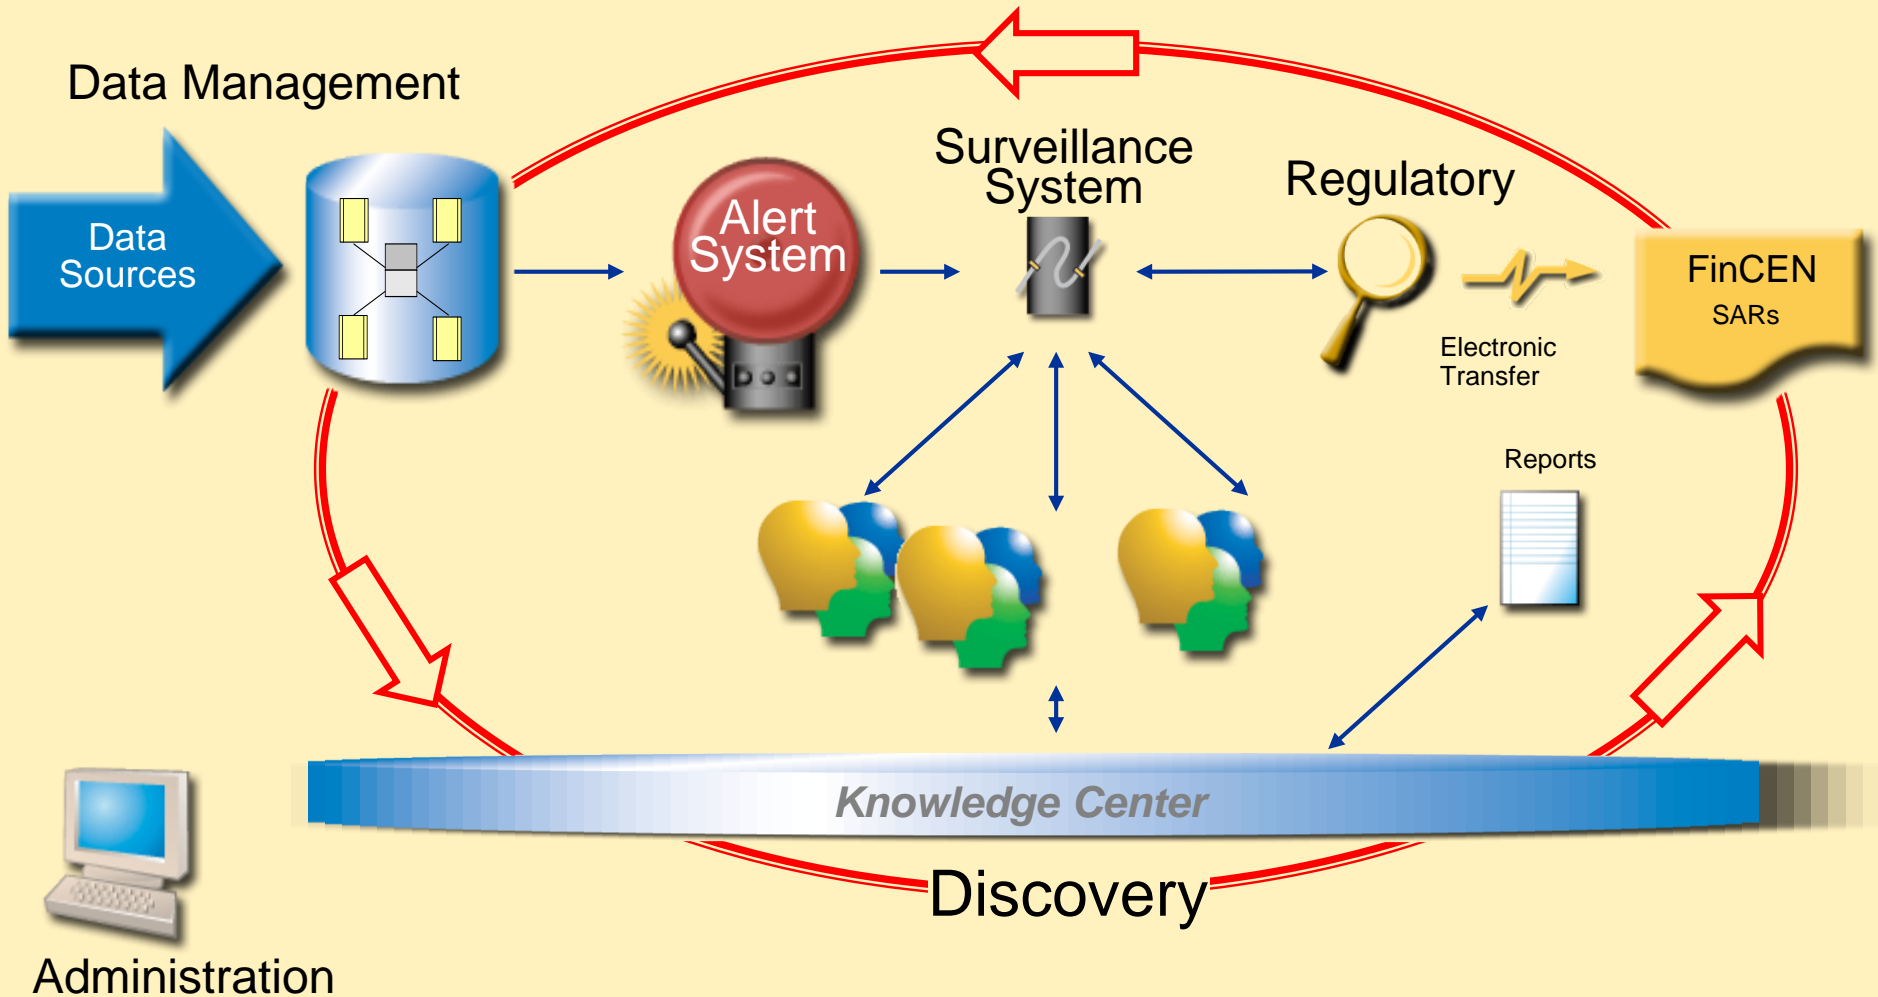 Data Management
Data
Sources
Alert
System
Surveillance
System
Regulatory
Electronic
Transfer
FinCEN
SARs
Reports
Knowledge Center
Discovery
Administration